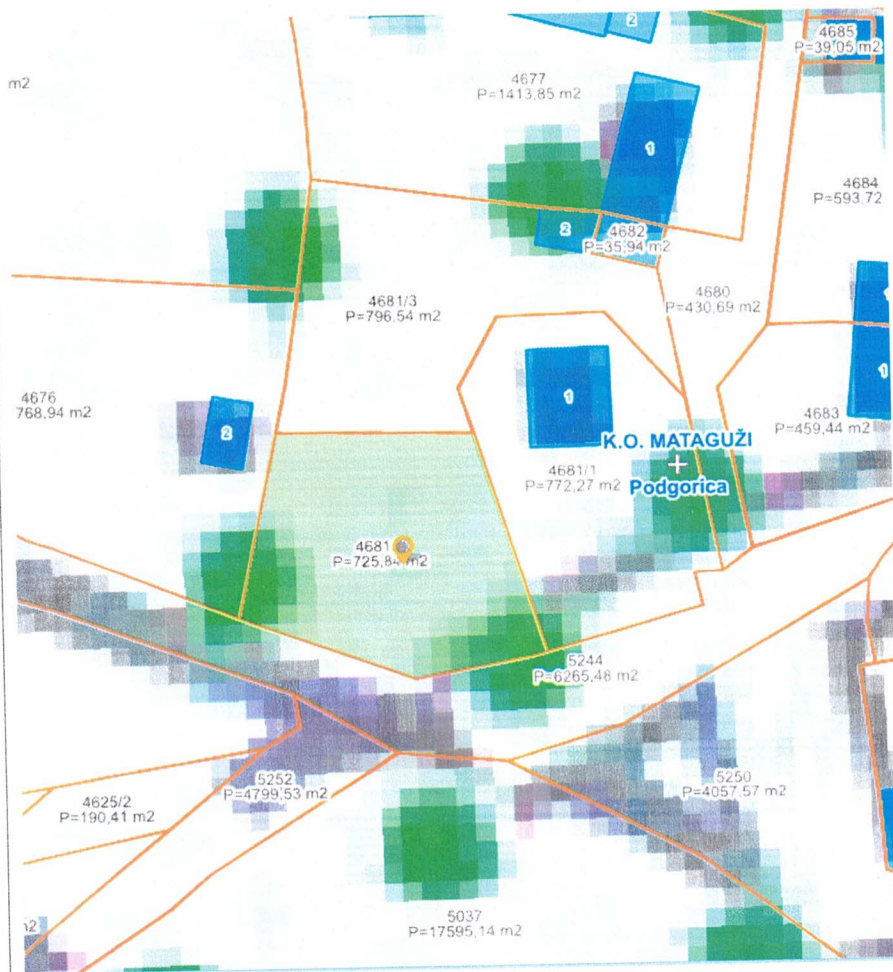 2
4685
P=39,05 m2
m2
4677
P=1413,85 m2
1
4684
P=593,72
2
4682
P=35,94 m2
4680
P=430,69 m2
4681/3
P=796,54 m2
1
1
1
4676
768,94 m2
2
4683
P=459,44 m2
K.O. MATAGUŽI
4681/1
P=772,27 m2
Podgorica
4681
P=725,84 m2
5244
P=6265,48 m2
5252
P=4799,53 m2
5250
P=4057,57 m2
4625/2
P=190,41 m2
5037
P=17595,14 m2
m2